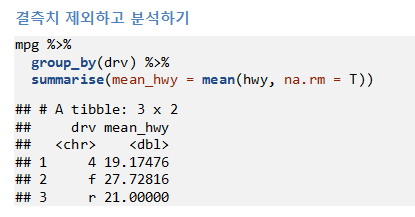 결측치 제외하고 분석하기
mpg %>%
  group_by(drv) %>%
  summarise(mean_hwy = mean(hwy, na.rm = T))
## # A tibble: 3 x 2
##     drv mean_hwy
##   <chr>    <dbl>
## 1     4 19.17476
## 2     f 27.72816
## 3     r 21.00000